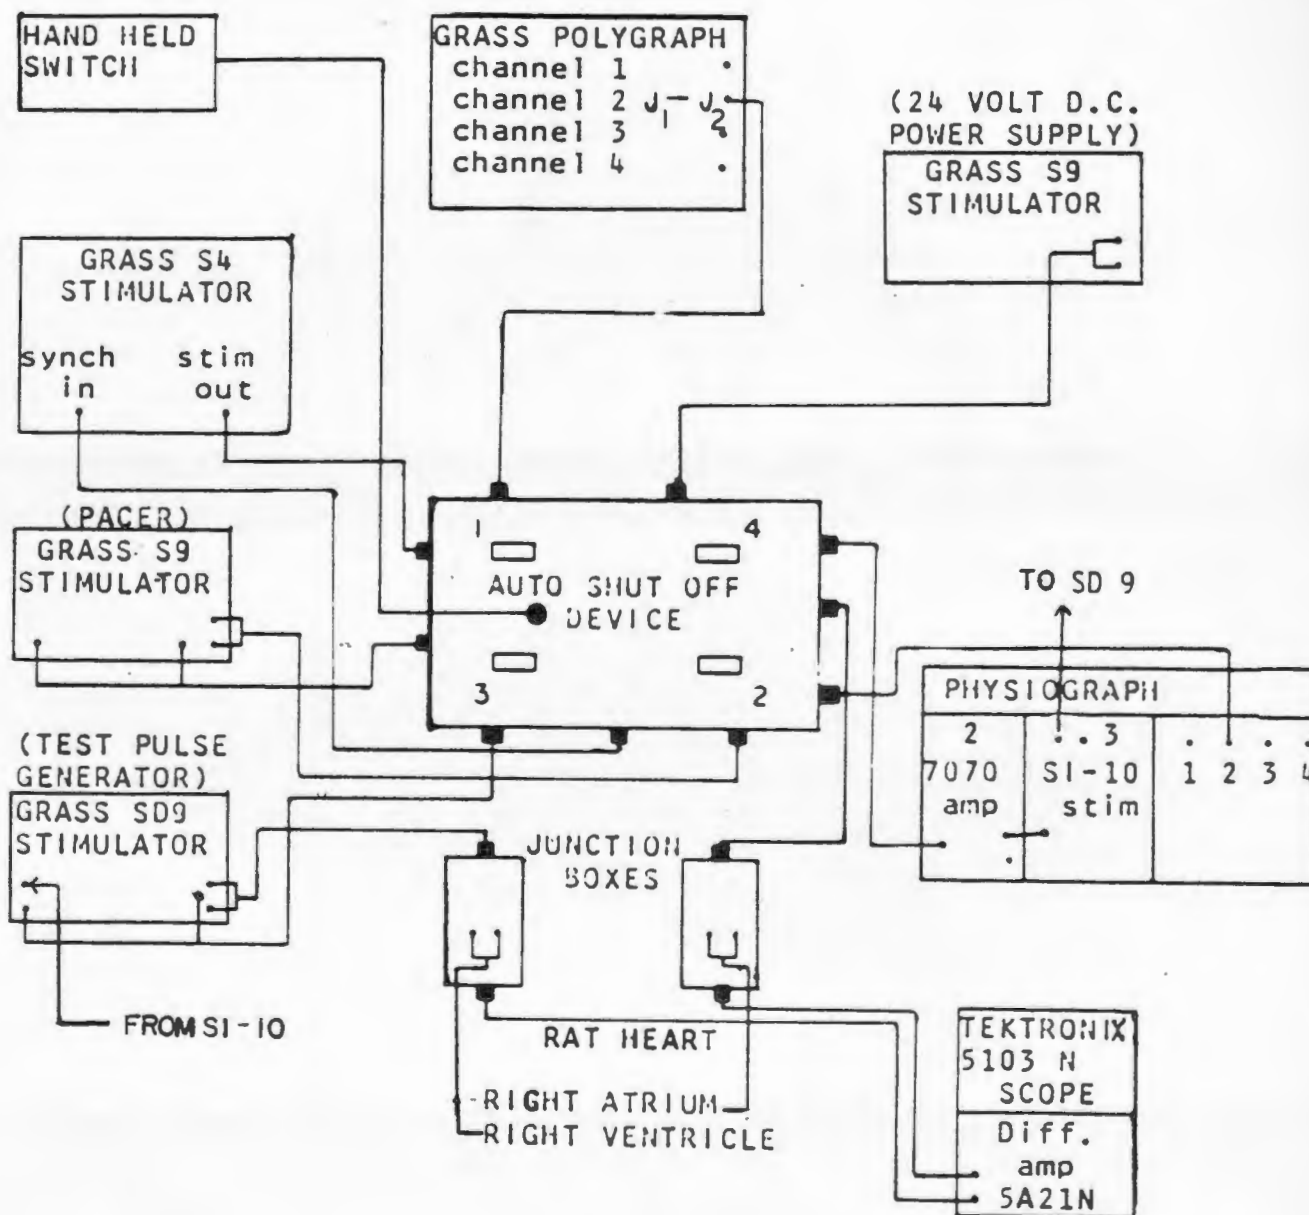 HAND HELD
SWITCH
GRASS POLYGRAPH
channel 1
channel 2 J1 - J2
channel 3
channel 4
(24 VOLT D.C.
POWER SUPPLY)
GRASS S9
STIMULATOR
GRASS S4
STIMULATOR
synch stim
in out
(PACER)
GRASS S9
STIMULATOR
1 4
AUTO SHUT OFF
DEVICE
3 2
TO SD 9
PHYSIOGRAPH
2 3
7070 SI-10
amp stim
1 2 3 4
(TEST PULSE
GENERATOR)
GRASS SD9
STIMULATOR
JUNCTION
BOXES
FROM SI-10
RAT HEART
RIGHT ATRIUM
RIGHT VENTRICLE
TEKTRONIX
5103 N
SCOPE
Diff.
amp
5A21N